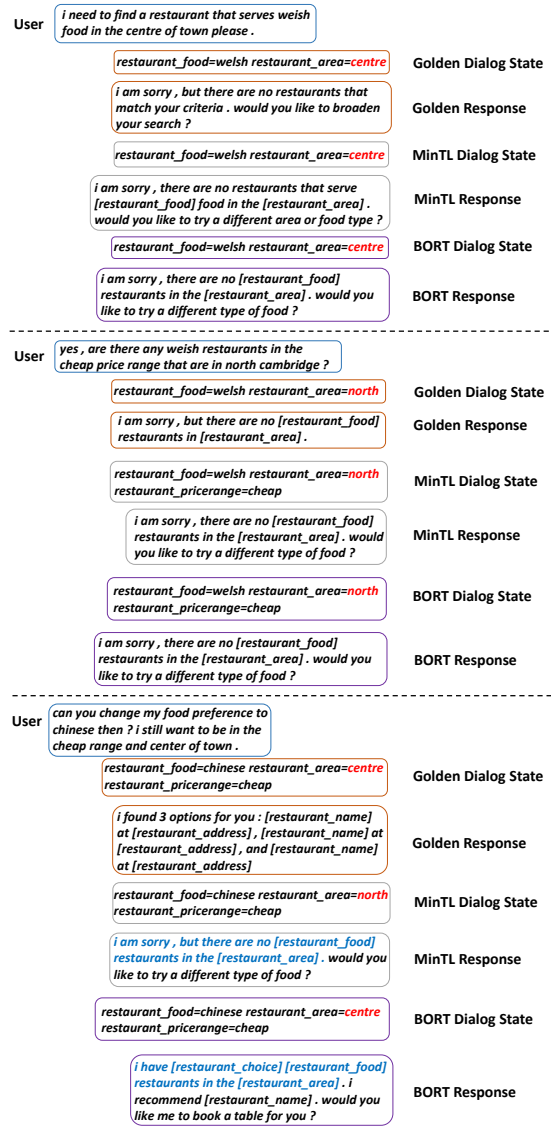 User
i need to find a restaurant that serves weish
food in the centre of town please .
restaurant_food=welsh restaurant_area=centre
Golden Dialog State
i am sorry , but there are no restaurants that
match your criteria . would you like to broaden
your search ?
Golden Response
restaurant_food=welsh restaurant_area=centre
MinTL Dialog State
i am sorry , there are no restaurants that serve
[restaurant_food] food in the [restaurant_area] .
would you like to try a different area or food type ?
MinTL Response
restaurant_food=welsh restaurant_area=centre
BORT Dialog State
i am sorry , there are no [restaurant_food]
restaurants in the [restaurant_area] . would you
like to try a different type of food ?
BORT Response
User
yes , are there any weish restaurants in the
cheap price range that are in north cambridge ?
restaurant_food=welsh restaurant_area=north
Golden Dialog State
i am sorry , but there are no [restaurant_food]
restaurants in [restaurant_area] .
Golden Response
restaurant_food=welsh restaurant_area=north
restaurant_pricerange=cheap
MinTL Dialog State
i am sorry , there are no [restaurant_food]
restaurants in the [restaurant_area] . would
you like to try a different type of food ?
MinTL Response
restaurant_food=welsh restaurant_area=north
restaurant_pricerange=cheap
BORT Dialog State
i am sorry , there are no [restaurant_food]
restaurants in the [restaurant_area] . would you
like to try a different type of food ?
BORT Response
User
can you change my food preference to
chinese then ? i still want to be in the
cheap range and center of town .
restaurant_food=chinese restaurant_area=centre
restaurant_pricerange=cheap
Golden Dialog State
i found 3 options for you : [restaurant_name]
at [restaurant_address] , [restaurant_name] at
[restaurant_address] , and [restaurant_name]
at [restaurant_address]
Golden Response
restaurant_food=chinese restaurant_area=north
restaurant_pricerange=cheap
MinTL Dialog State
i am sorry , but there are no [restaurant_food]
restaurants in the [restaurant_area] . would you
like to try a different type of food ?
MinTL Response
restaurant_food=chinese restaurant_area=centre
restaurant_pricerange=cheap
BORT Dialog State
i have [restaurant_choice] [restaurant_food]
restaurants in the [restaurant_area] . i
recommend [restaurant_name] . would you
like me to book a table for you ?
BORT Response